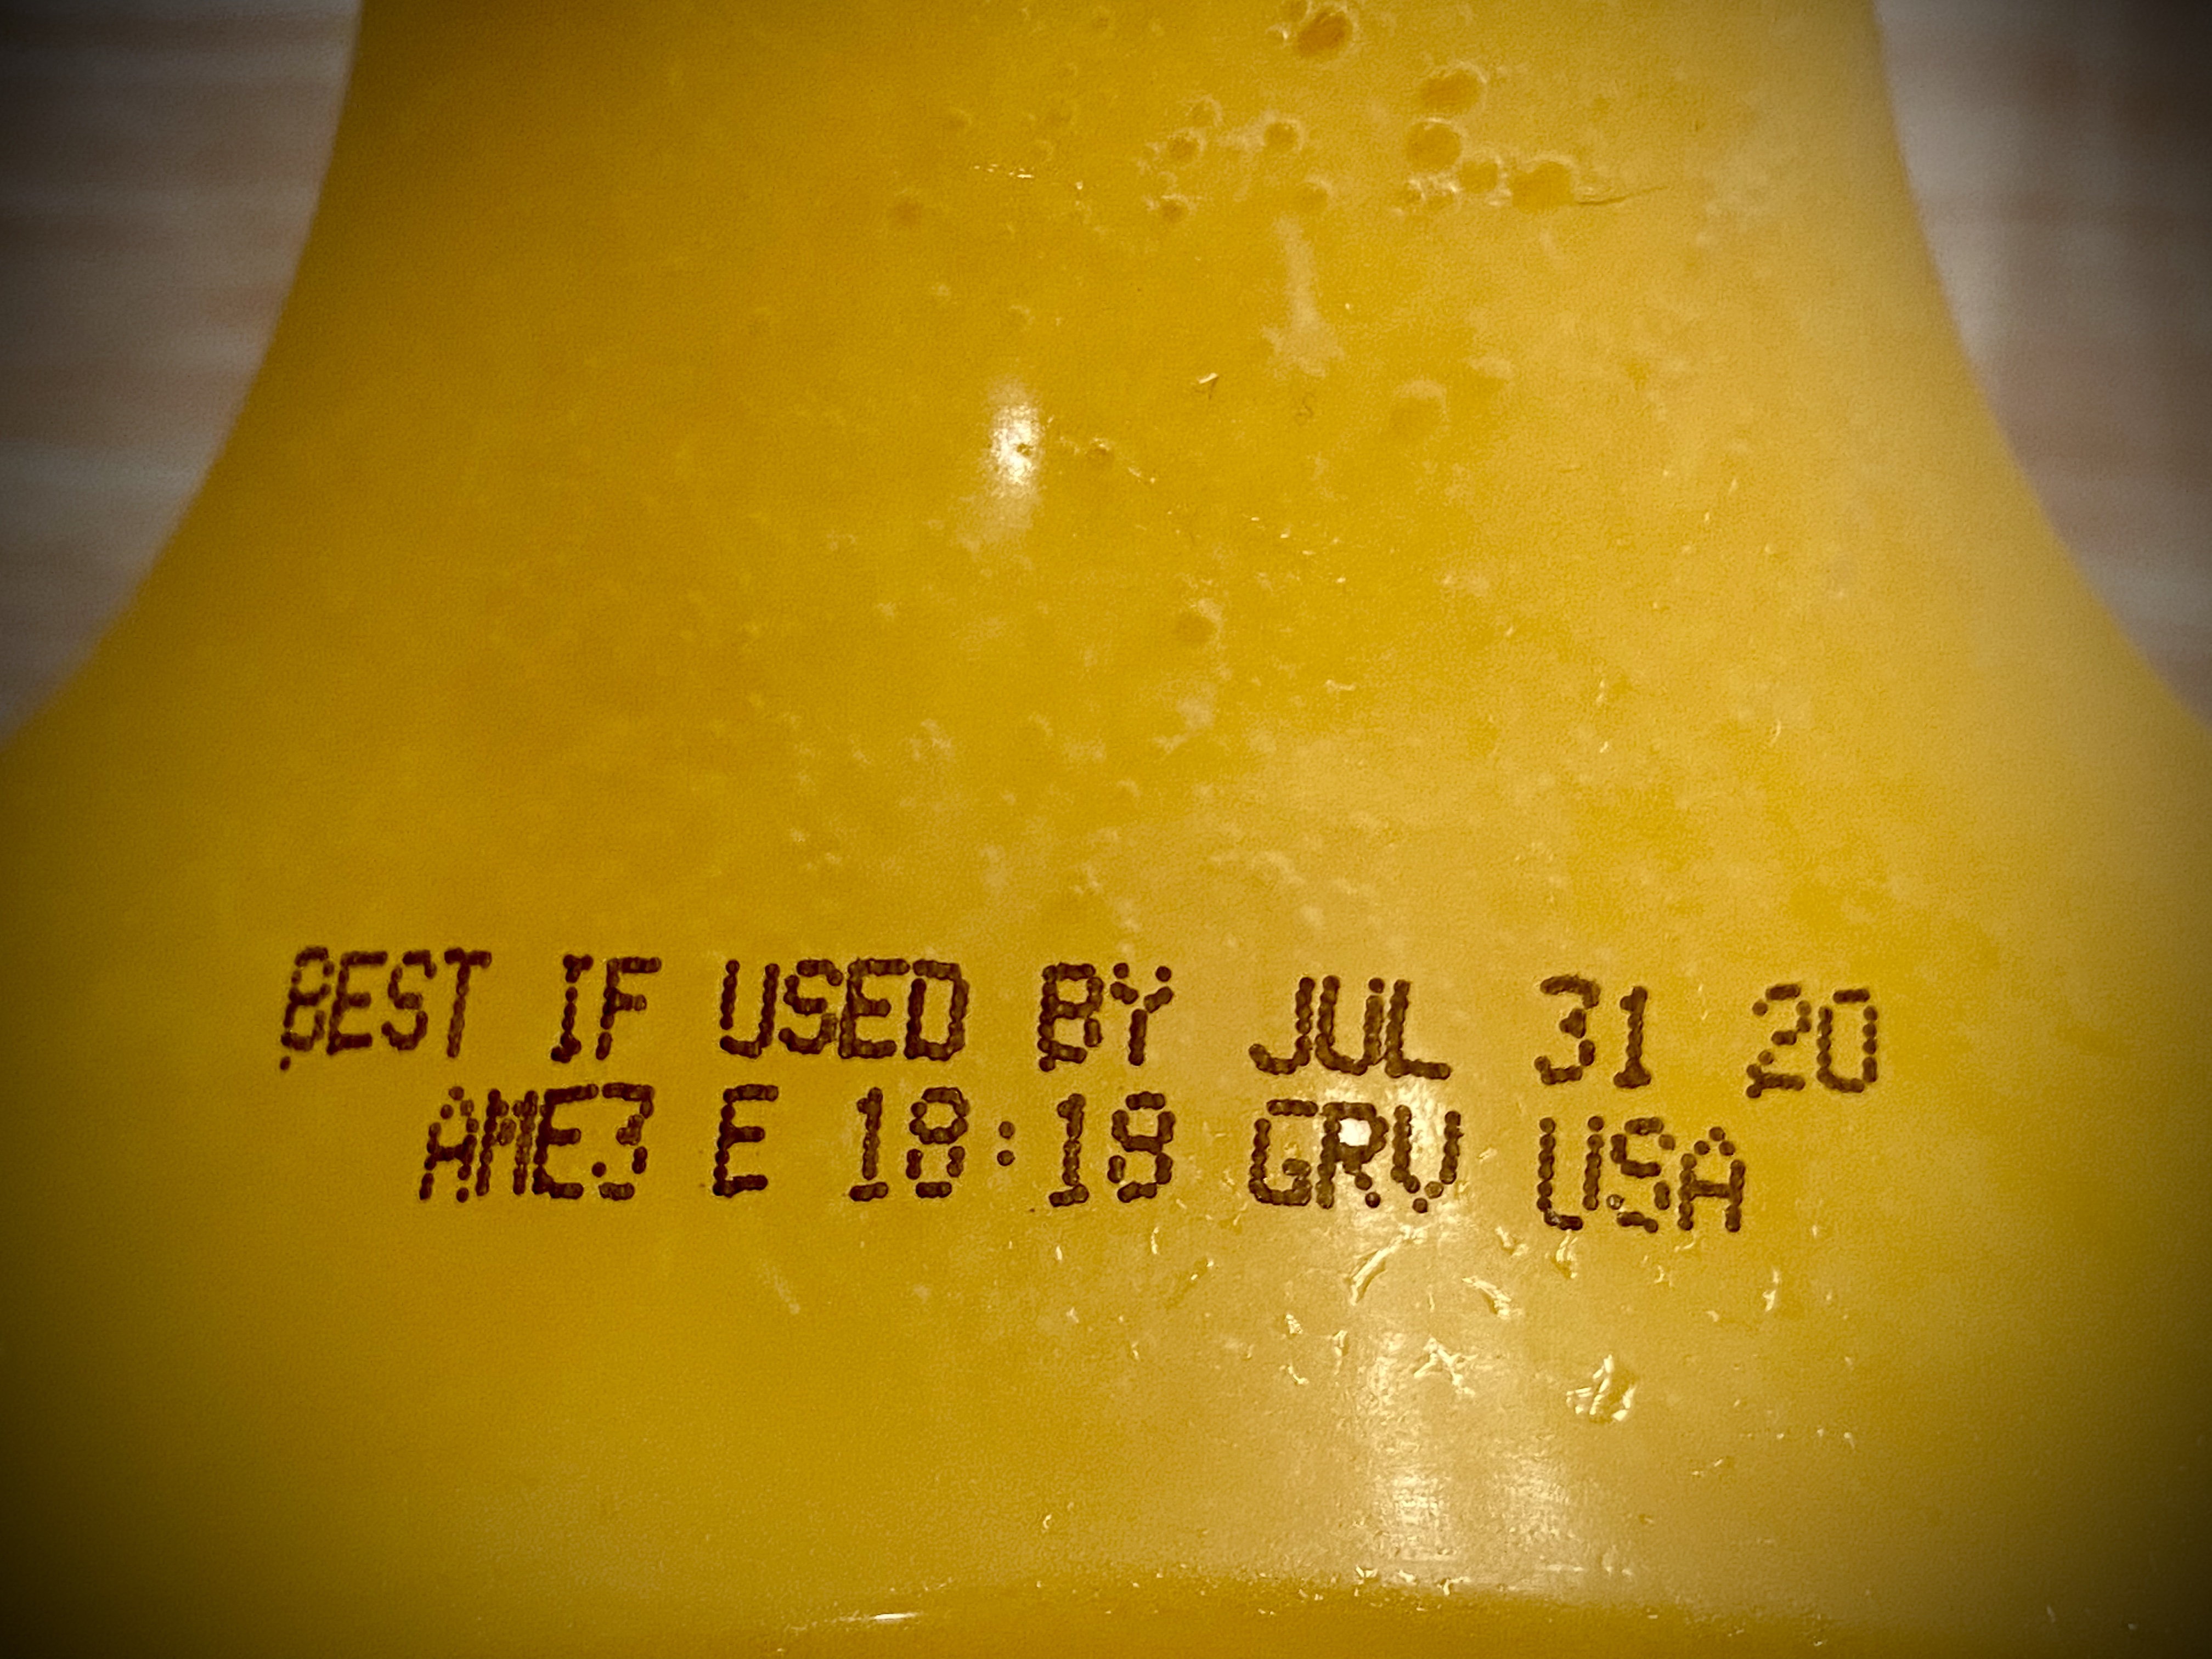 BEST IF USED BY JUL 31 20
AME3 E 18:18 GRV USA